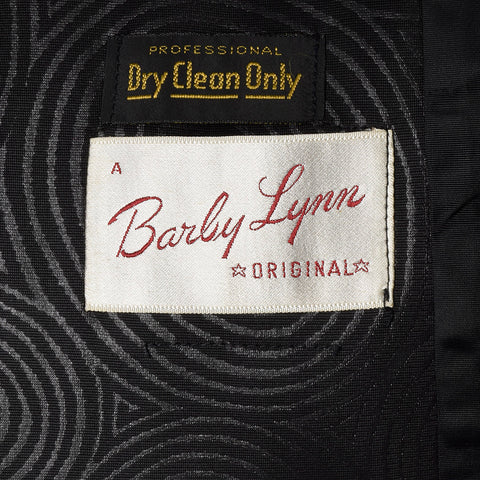 PROFESSIONAL
Dry Clean Only
A
Barby Lynn
☆ORIGINAL☆